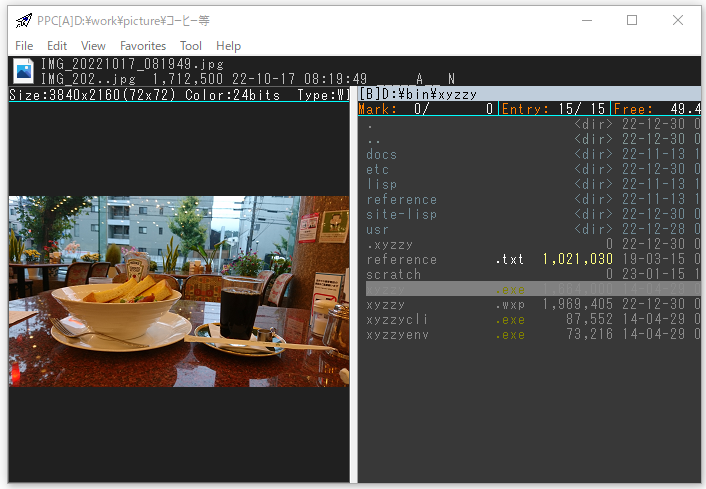 PPC[A]D:¥work¥picture¥コーヒー等
File Edit View Favorites Tool Help
IMG_20221017_081949.jpg
IMG_202..jpg 1,712,500 22-10-17 08:19:49 _ _A_ _N
Size:3840x2160(72x72) Color:24bits Type:WI
[B]D:¥bin¥xyzzy
Mark: 0/ 0 Entry: 15/ 15 Free: 49.4
. <dir> 22-12-30 0
.. <dir> 22-12-30 0
docs <dir> 22-11-13 1
etc <dir> 22-12-30 0
lisp <dir> 22-11-13 1
reference <dir> 22-11-13 1
site-lisp <dir> 22-12-30 0
usr <dir> 22-12-28 0
.xyzzy 0 22-12-30 0
reference .txt 1,021,030 19-03-15 0
scratch 0 23-01-15 1
xyzzy .exe
xyzzy .wxp 1,969,405 22-12-30 0
xyzzycli .exe 87,552 14-04-29 0
xyzzyenv .exe 73,216 14-04-29 0